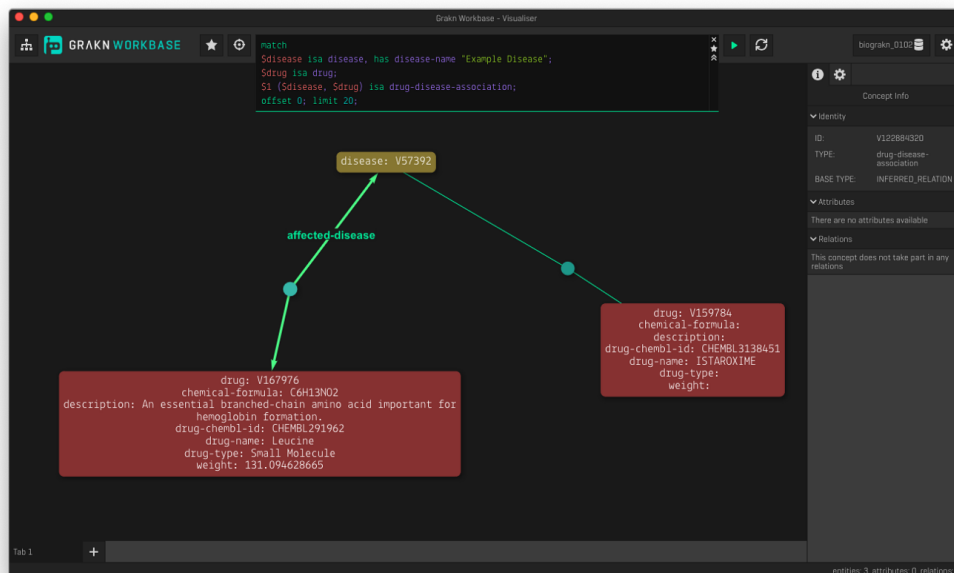 Grakn Workbase - Visualiser
GRAKN WORKBASE
match
$disease isa disease, has disease-name "Example Disease";
$drug isa drug;
$1 ($disease, $drug) isa drug-disease-association;
offset 0; limit 20;
biograkn_0102
Concept Info
Identity
ID: V122884320
TYPE: drug-disease-
association
BASE TYPE: INFERRED_RELATION
Attributes
There are no attributes available
Relations
This concept does not take part in any
relations
disease: V57392
affected-disease
drug: V159784
chemical-formula:
description:
drug-chembl-id: CHEMBL3138451
drug-name: ISTAROXIME
drug-type:
weight:
drug: V167976
chemical-formula: C6H13NO2
description: An essential branched-chain amino acid important for
hemoglobin formation.
drug-chembl-id: CHEMBL291962
drug-name: Leucine
drug-type: Small Molecule
weight: 131.094628665
Tab 1
+
entities: 3 attributes: 0 relations: